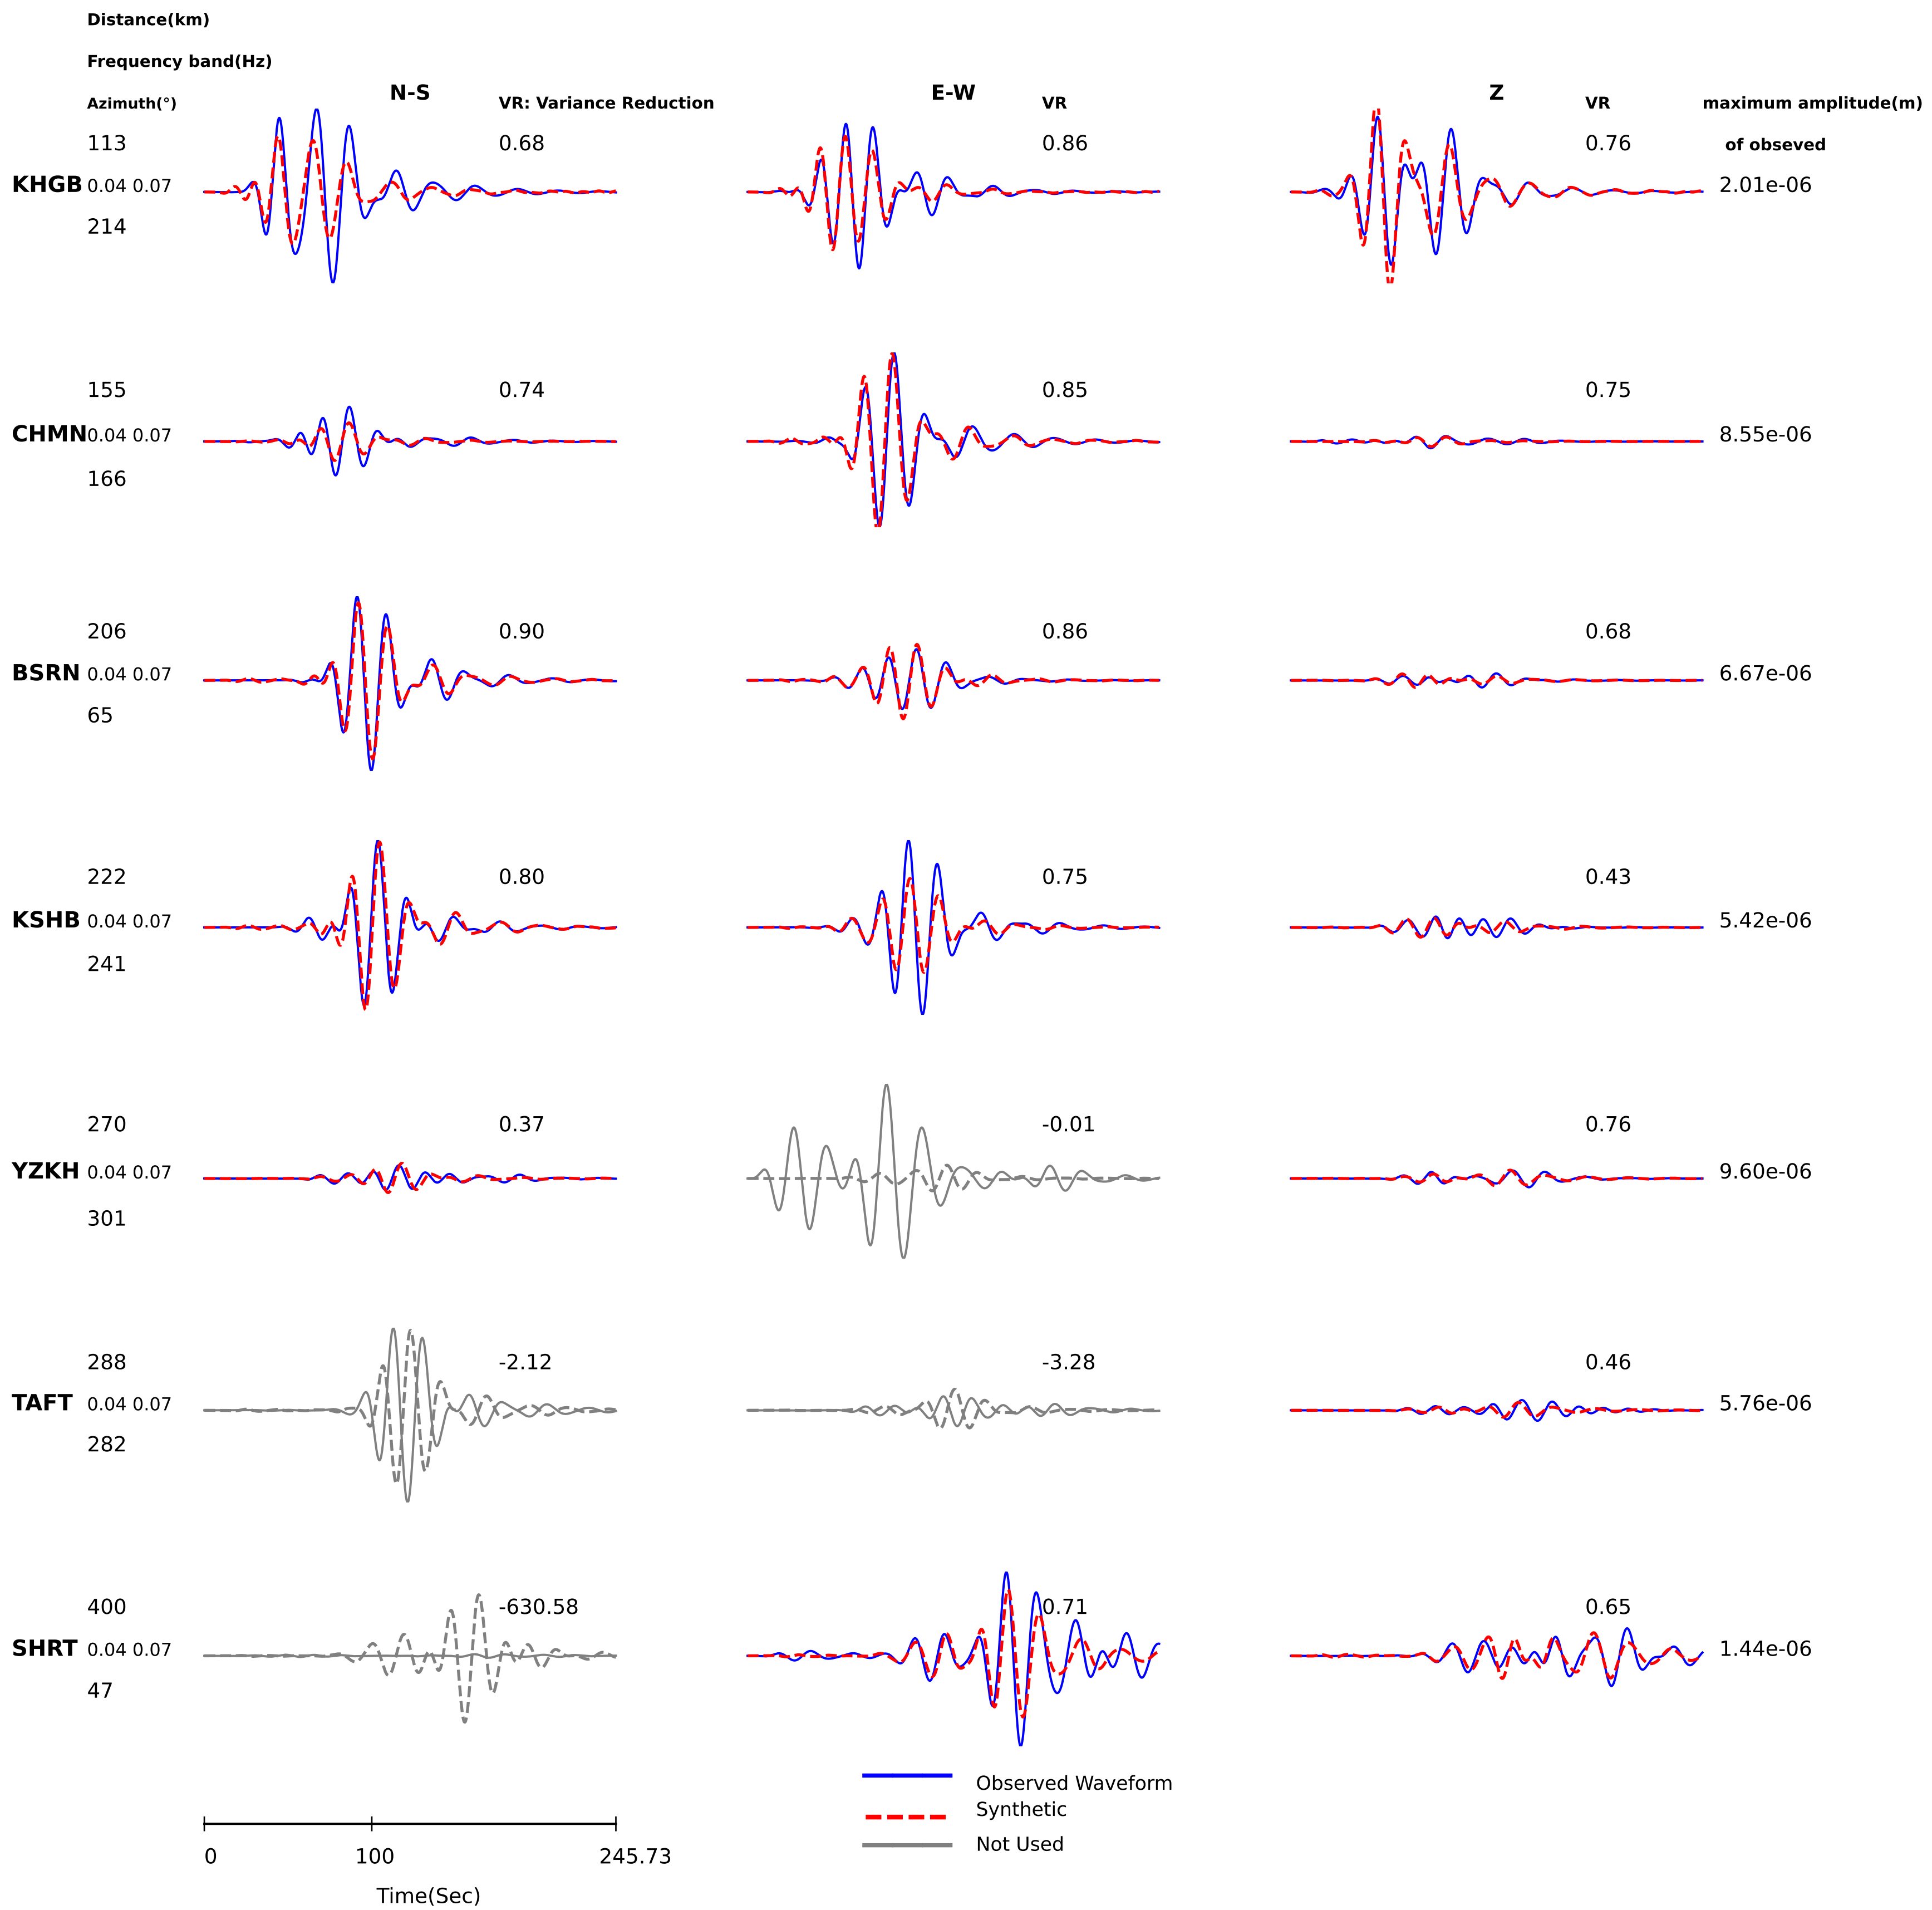 Distance(km)
Frequency band(Hz)
Azimuth(°) N-S VR: Variance Reduction E-W VR Z VR maximum amplitude(m)
113 0.68 0.86 0.76 of obseved
KHGB 0.04 0.07 2.01e-06
214
155 0.74 0.85 0.75
CHMN 0.04 0.07 8.55e-06
166
206 0.90 0.86 0.68
BSRN 0.04 0.07 6.67e-06
65
222 0.80 0.75 0.43
KSHB 0.04 0.07 5.42e-06
241
270 0.37 -0.01 0.76
YZKH 0.04 0.07 9.60e-06
301
288 -2.12 -3.28 0.46
TAFT 0.04 0.07 5.76e-06
282
400 -630.58 0.71 0.65
SHRT 0.04 0.07 1.44e-06
47
Observed Waveform
Synthetic
Not Used
0 100 245.73
Time(Sec)